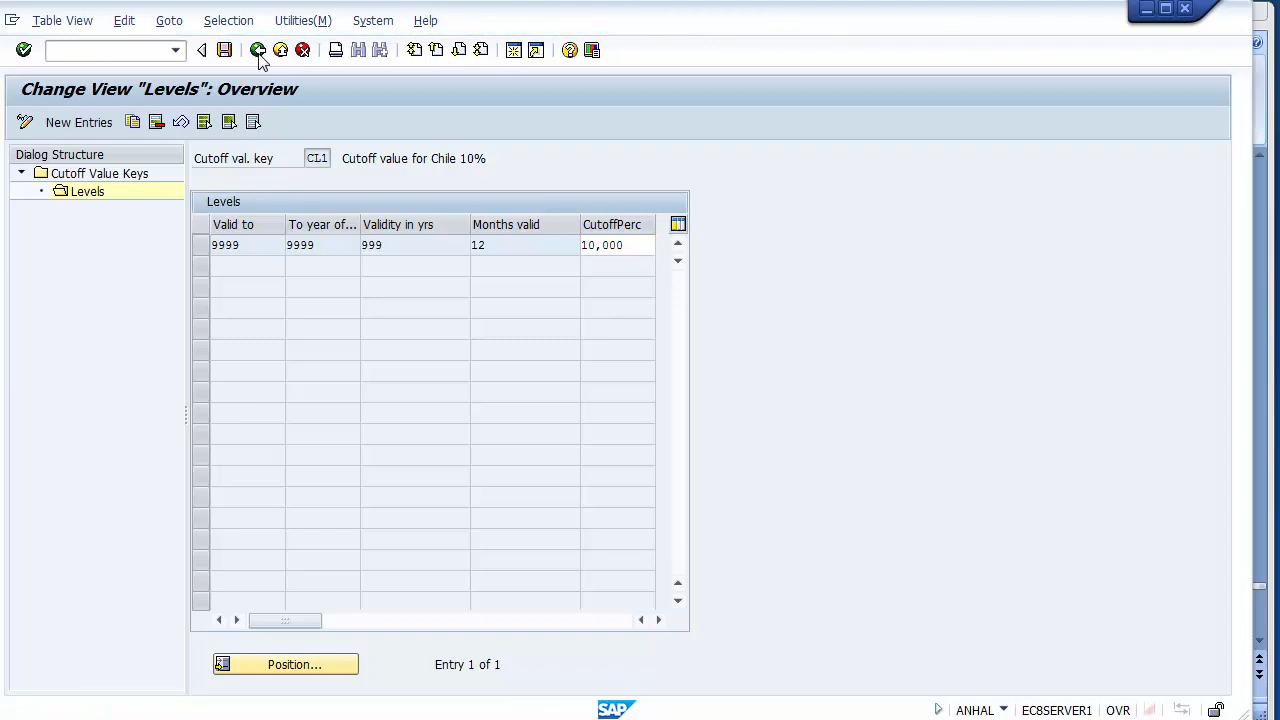 Table View Edit Goto Selection Utilities(M) System Help
Change View "Levels": Overview
New Entries
Dialog Structure
Cutoff Value Keys
Levels
Cutoff val. key CL1 Cutoff value for Chile 10%
Levels
Valid to To year of... Validity in yrs Months valid CutoffPerc
9999 9999 999 12 10,000
Position... Entry 1 of 1
SAP ANHAL ECCSERVER1 OVR